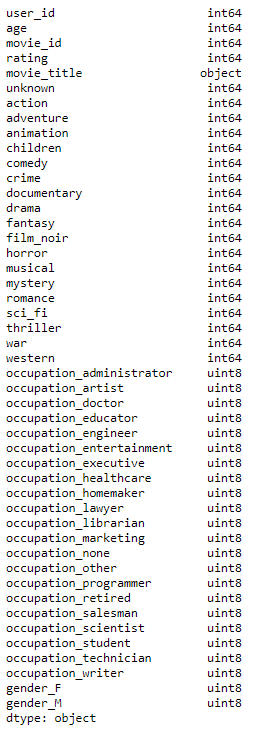 user_id int64
age int64
movie_id int64
rating int64
movie_title object
unknown int64
action int64
adventure int64
animation int64
children int64
comedy int64
crime int64
documentary int64
drama int64
fantasy int64
film_noir int64
horror int64
musical int64
mystery int64
romance int64
sci_fi int64
thriller int64
war int64
western int64
occupation_administrator uint8
occupation_artist uint8
occupation_doctor uint8
occupation_educator uint8
occupation_engineer uint8
occupation_entertainment uint8
occupation_executive uint8
occupation_healthcare uint8
occupation_homemaker uint8
occupation_lawyer uint8
occupation_librarian uint8
occupation_marketing uint8
occupation_none uint8
occupation_other uint8
occupation_programmer uint8
occupation_retired uint8
occupation_salesman uint8
occupation_scientist uint8
occupation_student uint8
occupation_technician uint8
occupation_writer uint8
gender_F uint8
gender_M uint8
dtype: object